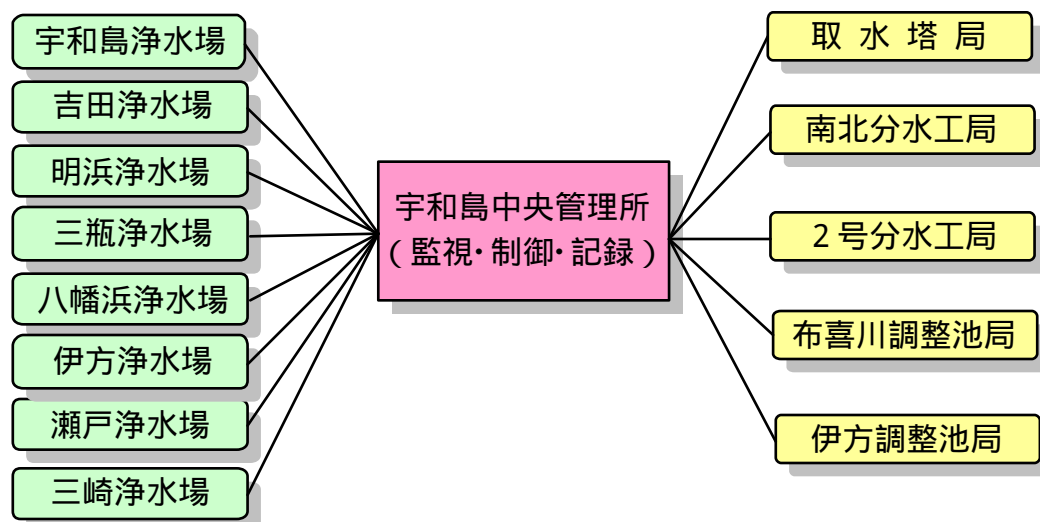 宇和島浄水場
吉田浄水場
明浜浄水場
三瓶浄水場
八幡浜浄水場
伊方浄水場
瀬戸浄水場
三崎浄水場
宇和島中央管理所
（監視・制御・記録）
取水塔局
南北分水工局
２号分水工局
布喜川調整池局
伊方調整池局